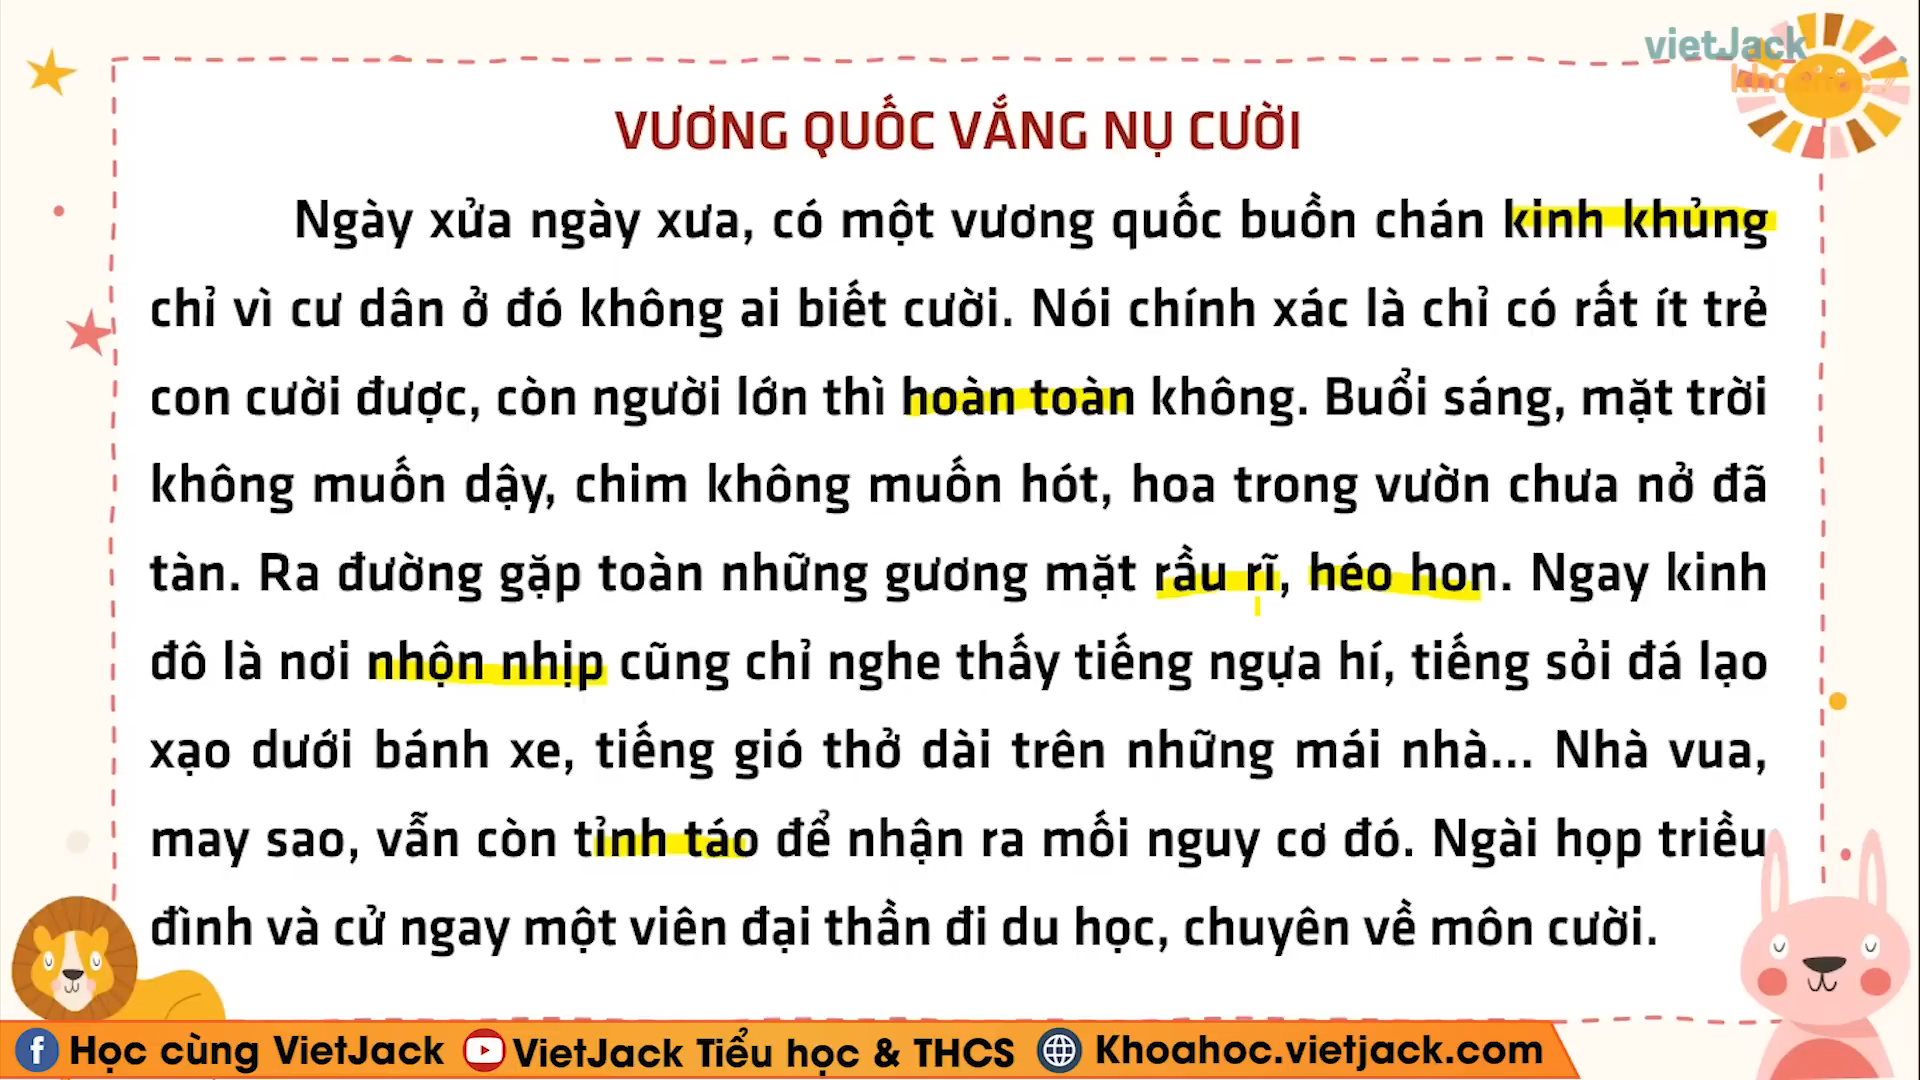 vietJack
khoahoc
VƯƠNG QUỐC VẮNG NỤ CƯỜI
Ngày xửa ngày xưa, có một vương quốc buồn chán kinh khủng
chỉ vì cư dân ở đó không ai biết cười. Nói chính xác là chỉ có rất ít trẻ
con cười được, còn người lớn thì hoàn toàn không. Buổi sáng, mặt trời
không muốn dậy, chim không muốn hót, hoa trong vườn chưa nở đã
tàn. Ra đường gặp toàn những gương mặt rầu rĩ, héo hon. Ngay kinh
đô là nơi nhộn nhịp cũng chỉ nghe thấy tiếng ngựa hí, tiếng sỏi đá lạo
xạo dưới bánh xe, tiếng gió thở dài trên những mái nhà... Nhà vua,
may sao, vẫn còn tỉnh táo để nhận ra mối nguy cơ đó. Ngài họp triều
đình và cử ngay một viên đại thần đi du học, chuyên về môn cười.
Học cùng VietJack VietJack Tiểu học & THCS Khoahoc.vietjack.com